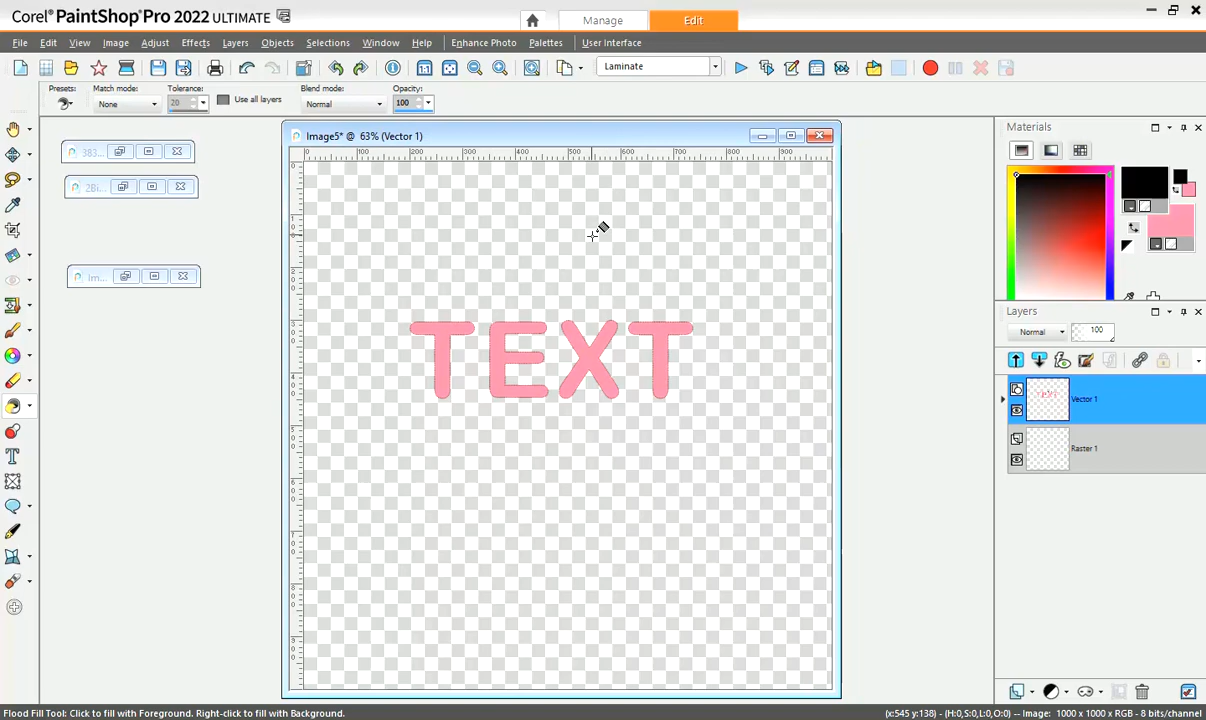 Corel® PaintShop® Pro 2022 ULTIMATE
Manage
Edit
File Edit View Image Adjust Effects Layers Objects Selections Window Help Enhance Photo Palettes User Interface
Laminate
Presets: Match mode: Tolerance: Use all layers Blend mode: Opacity:
None 20 Normal 100
Image5* @ 63% (Vector 1)
383...
2Bi...
Im...
0 100 200 300 400 500 600 700 800 900
TEXT
Materials
Layers
Normal 100
Vector 1
Raster 1
Flood Fill Tool: Click to fill with Foreground. Right-click to fill with Background.
(x:545 y:138) -- (H:0,S:0,L:0,O:0) -- Image: 1000 x 1000 x RGB - 8 bits/channel